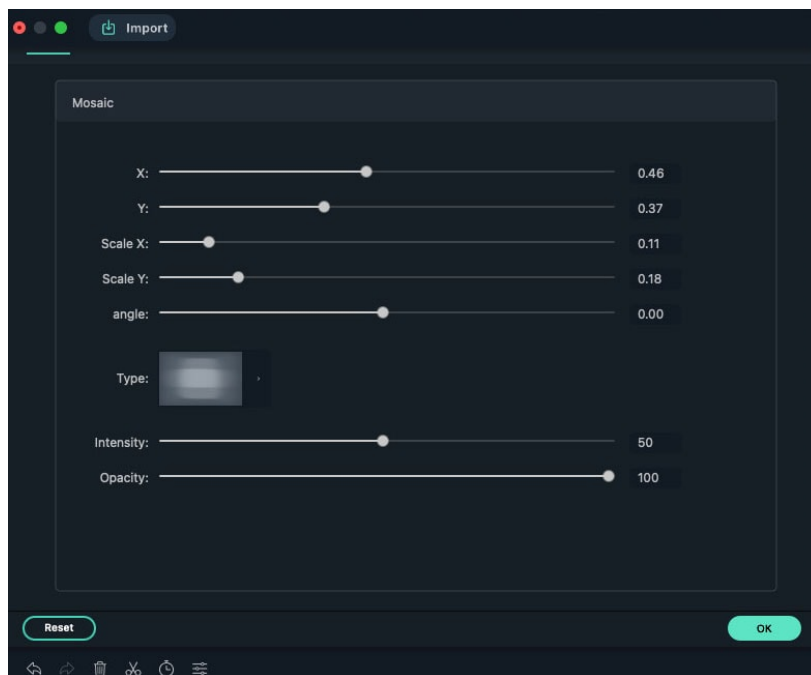 Import
Mosaic
X: 0.46
Y: 0.37
Scale X: 0.11
Scale Y: 0.18
angle: 0.00
Type:
Intensity: 50
Opacity: 100
Reset OK